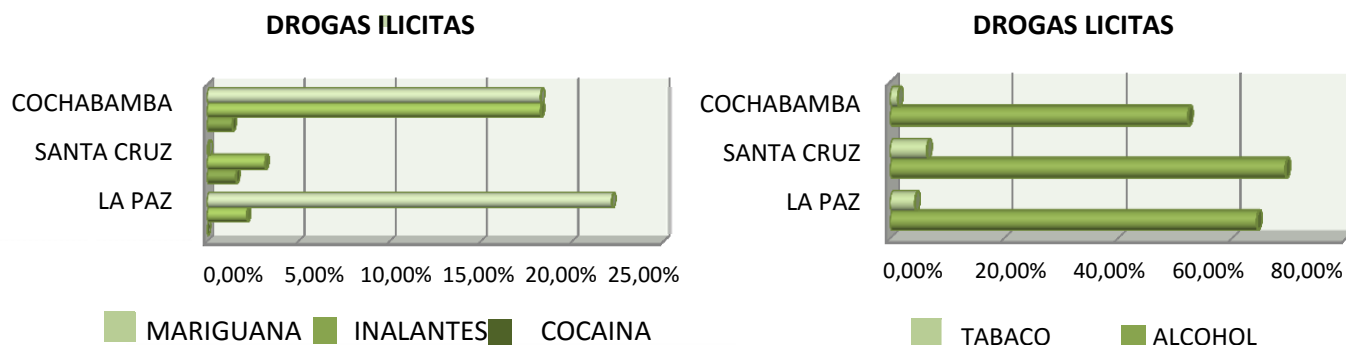 DROGAS ILICITAS
COCHABAMBA
SANTA CRUZ
LA PAZ
0,00% 5,00% 10,00% 15,00% 20,00% 25,00%
MARIGUANA INALANTES COCAINA
DROGAS LICITAS
COCHABAMBA
SANTA CRUZ
LA PAZ
0,00% 20,00% 40,00% 60,00% 80,00%
TABACO ALCOHOL